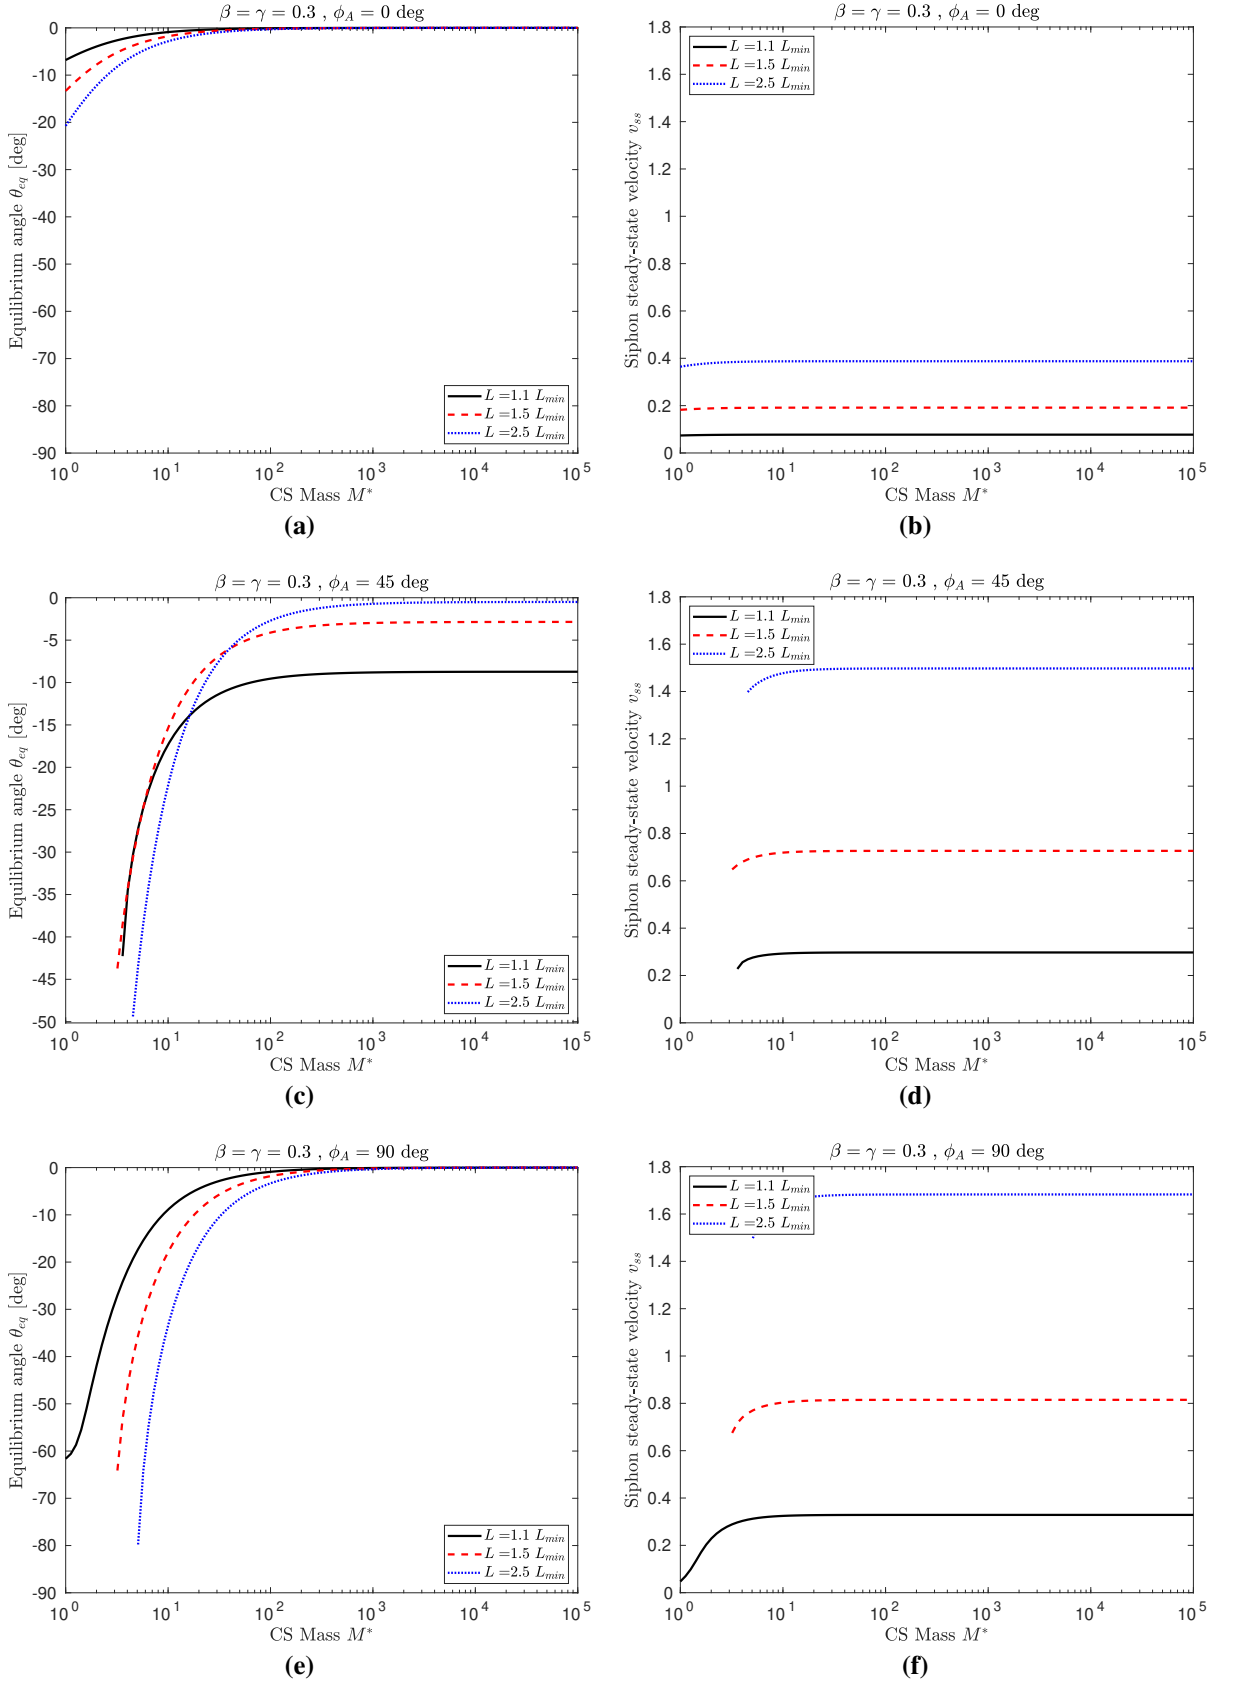 β = γ = 0.3 , ϕ_A = 0 deg
0
-10
-20
-30
-40
-50
-60
-70
-80
-90
Equilibrium angle θ_eq [deg]
L =1.1 L_min
L =1.5 L_min
L =2.5 L_min
10^0 10^1 10^2 10^3 10^4 10^5
CS Mass M*
(a)
β = γ = 0.3 , ϕ_A = 0 deg
1.8
1.6
1.4
1.2
1
0.8
0.6
0.4
0.2
0
Siphon steady-state velocity v_ss
L =1.1 L_min
L =1.5 L_min
L =2.5 L_min
10^0 10^1 10^2 10^3 10^4 10^5
CS Mass M*
(b)
β = γ = 0.3 , ϕ_A = 45 deg
0
-5
-10
-15
-20
-25
-30
-35
-40
-45
-50
Equilibrium angle θ_eq [deg]
L =1.1 L_min
L =1.5 L_min
L =2.5 L_min
10^0 10^1 10^2 10^3 10^4 10^5
CS Mass M*
(c)
β = γ = 0.3 , ϕ_A = 45 deg
1.8
1.6
1.4
1.2
1
0.8
0.6
0.4
0.2
0
Siphon steady-state velocity v_ss
L =1.1 L_min
L =1.5 L_min
L =2.5 L_min
10^0 10^1 10^2 10^3 10^4 10^5
CS Mass M*
(d)
β = γ = 0.3 , ϕ_A = 90 deg
0
-10
-20
-30
-40
-50
-60
-70
-80
-90
Equilibrium angle θ_eq [deg]
L =1.1 L_min
L =1.5 L_min
L =2.5 L_min
10^0 10^1 10^2 10^3 10^4 10^5
CS Mass M*
(e)
β = γ = 0.3 , ϕ_A = 90 deg
1.8
1.6
1.4
1.2
1
0.8
0.6
0.4
0.2
0
Siphon steady-state velocity v_ss
L =1.1 L_min
L =1.5 L_min
L =2.5 L_min
10^0 10^1 10^2 10^3 10^4 10^5
CS Mass M*
(f)